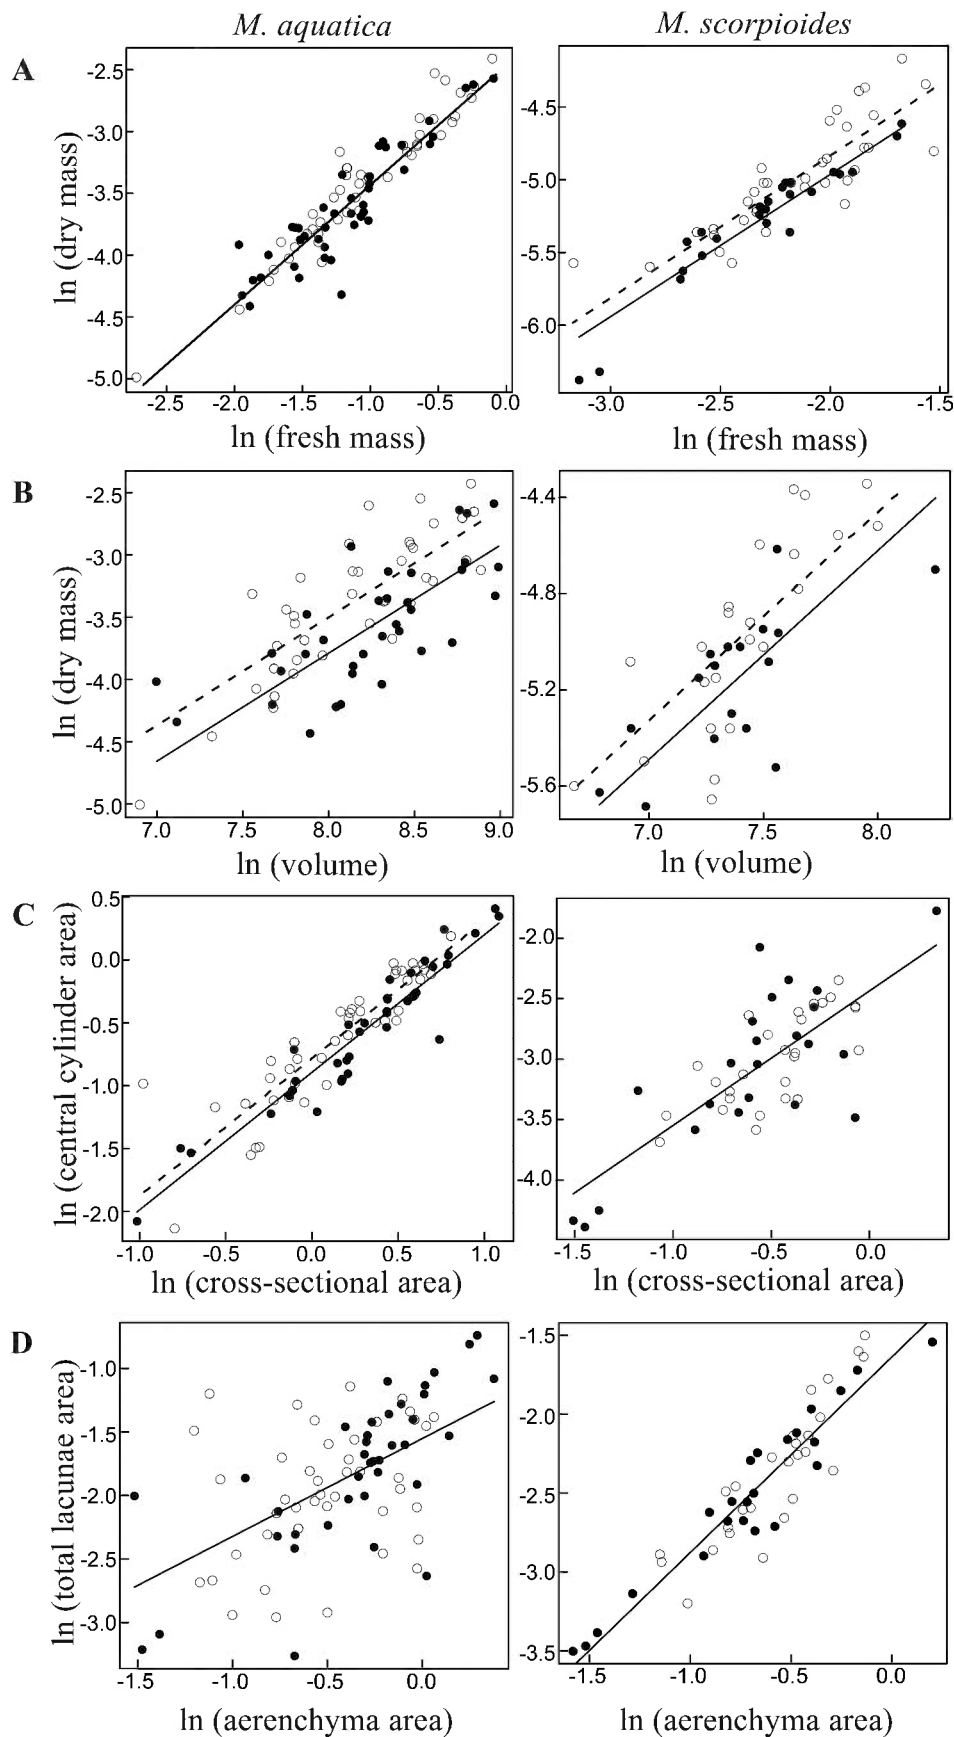 M. aquatica M. scorpioides
A
ln (dry mass)
-2.5
-3.0
-3.5
-4.0
-4.5
-5.0
-2.5 -2.0 -1.5 -1.0 -0.5 0.0
ln (fresh mass)
-4.5
-5.0
-5.5
-6.0
-3.0 -2.5 -2.0 -1.5
ln (fresh mass)
B
ln (dry mass)
-2.5
-3.0
-3.5
-4.0
-4.5
-5.0
7.0 7.5 8.0 8.5 9.0
ln (volume)
-4.4
-4.8
-5.2
-5.6
7.0 7.5 8.0
ln (volume)
C
ln (central cylinder area)
0.5
0.0
-0.5
-1.0
-1.5
-2.0
-1.0 -0.5 0.0 0.5 1.0
ln (cross-sectional area)
-2.0
-2.5
-3.0
-3.5
-4.0
-1.5 -1.0 -0.5 0.0
ln (cross-sectional area)
D
ln (total lacunae area)
-1.0
-1.5
-2.0
-2.5
-3.0
-1.5 -1.0 -0.5 0.0
ln (aerenchyma area)
-1.5
-2.0
-2.5
-3.0
-3.5
-1.5 -1.0 -0.5 0.0
ln (aerenchyma area)